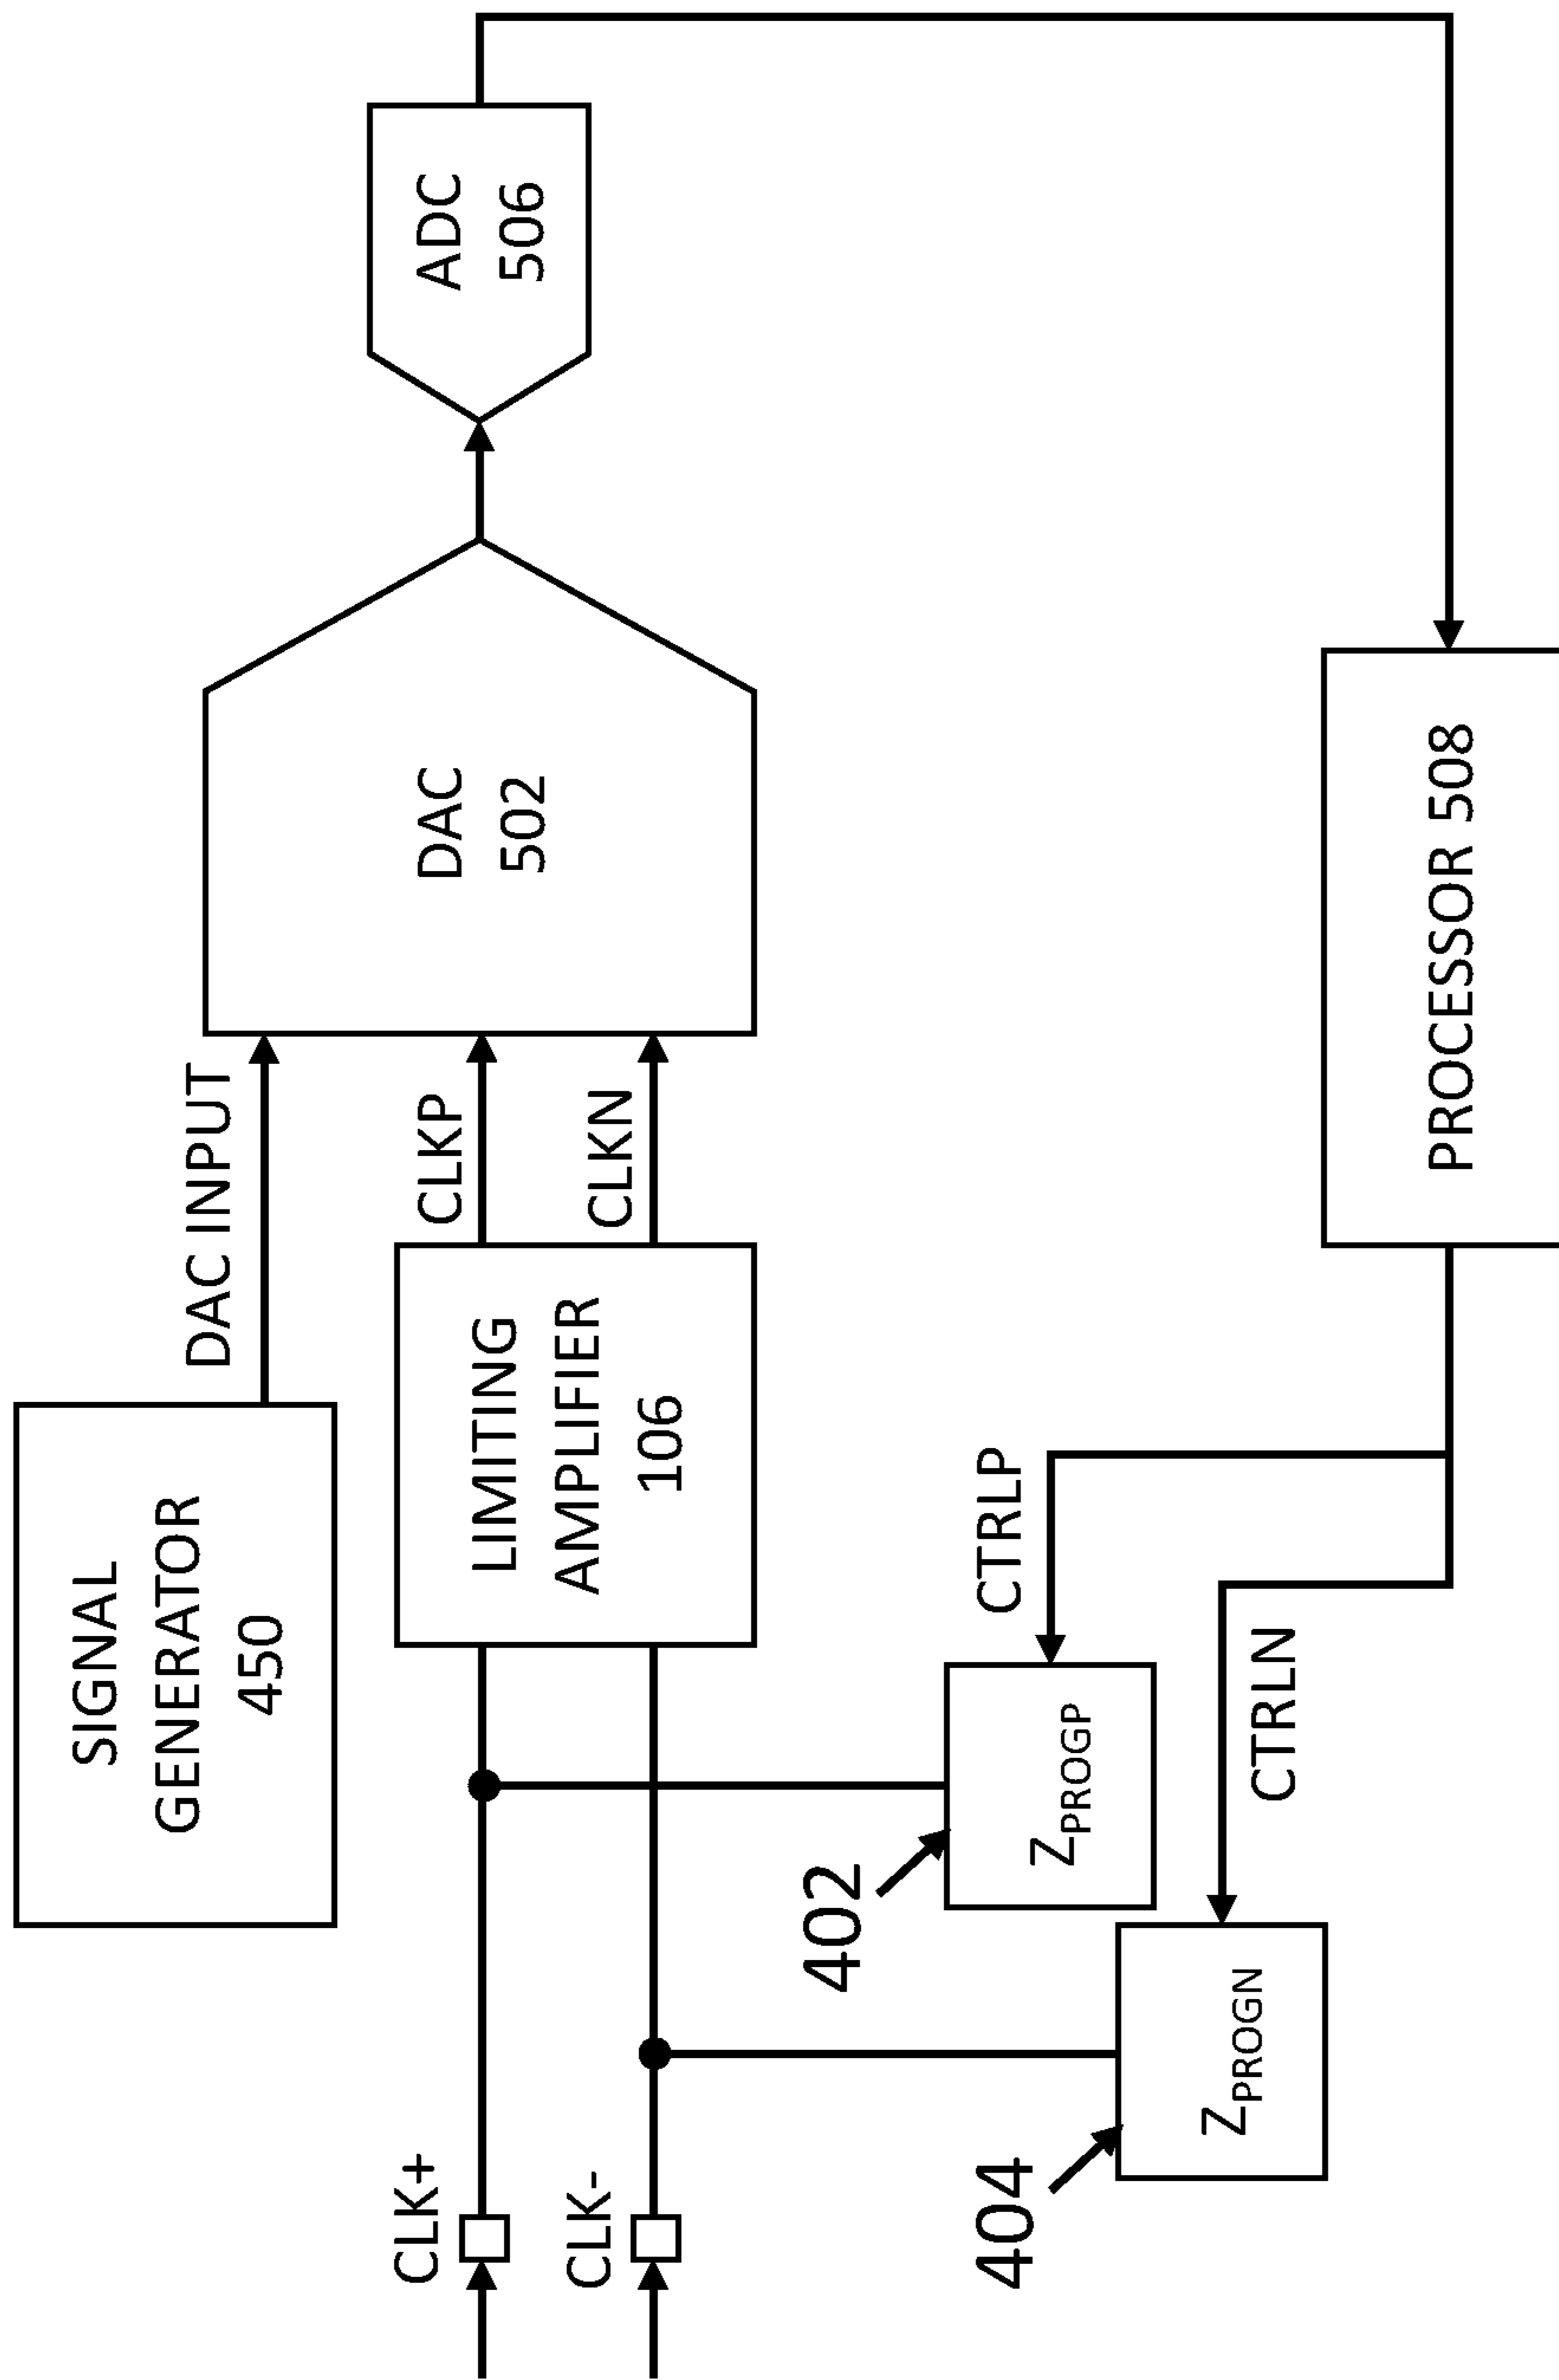 SIGNAL
GENERATOR
450
DAC INPUT
DAC
502
ADC
506
CLK+
CLK-
LIMITING
AMPLIFIER
106
CLKP
CLKN
402
404
ZPROGP
ZPROGN
CTRLP
CTRLN
PROCESSOR 508